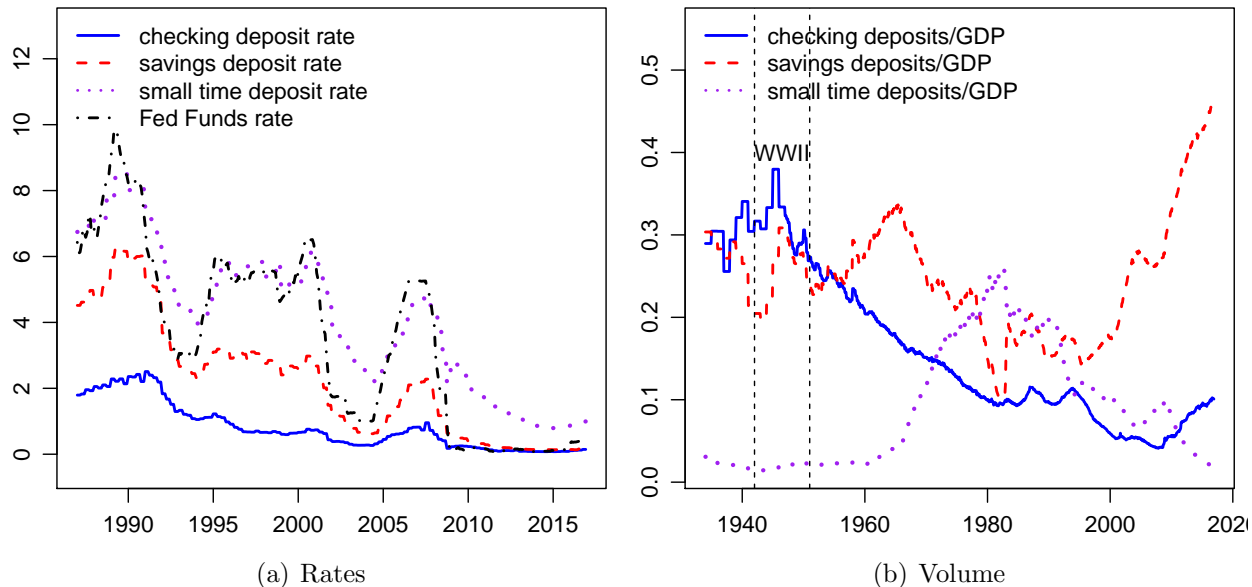 checking deposit rate
savings deposit rate
small time deposit rate
Fed Funds rate
0
2
4
6
8
10
12
1990
1995
2000
2005
2010
2015
(a) Rates
checking deposits/GDP
savings deposits/GDP
small time deposits/GDP
WWII
0.0
0.1
0.2
0.3
0.4
0.5
1940
1960
1980
2000
2020
(b) Volume